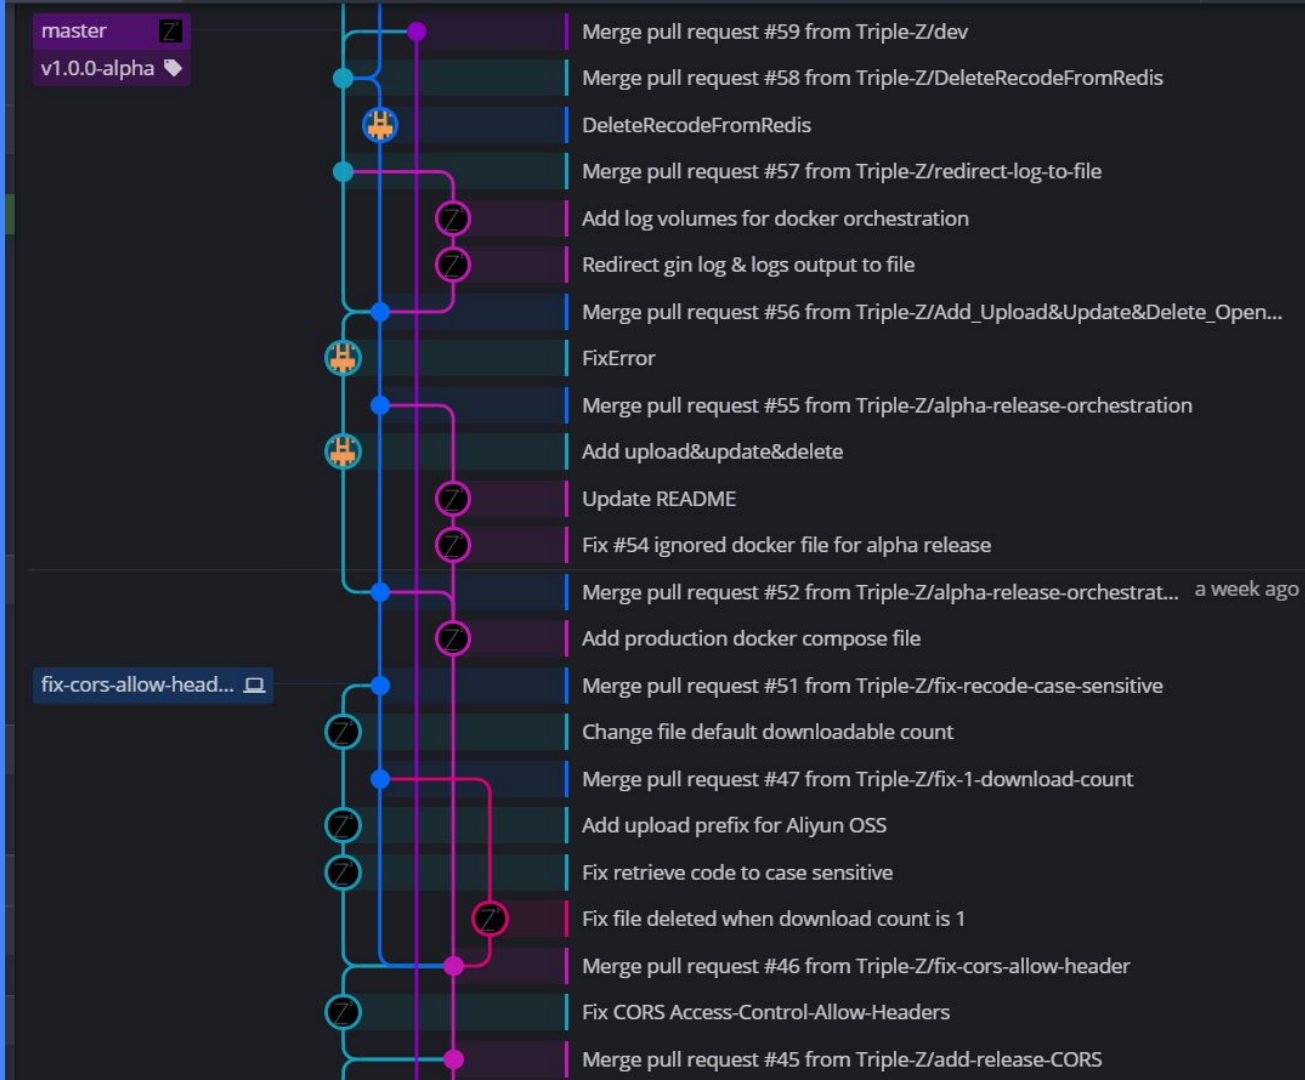 master
Merge pull request #59 from Triple-Z/dev
v1.0.0-alpha
Merge pull request #58 from Triple-Z/DeleteRecodeFromRedis
DeleteRecodeFromRedis
Merge pull request #57 from Triple-Z/redirect-log-to-file
Add log volumes for docker orchestration
Redirect gin log & logs output to file
Merge pull request #56 from Triple-Z/Add_Upload&Update&Delete_Open...
FixError
Merge pull request #55 from Triple-Z/alpha-release-orchestration
Add upload&update&delete
Update README
Fix #54 ignored docker file for alpha release
Merge pull request #52 from Triple-Z/alpha-release-orchestrat... a week ago
Add production docker compose file
fix-cors-allow-head...
Merge pull request #51 from Triple-Z/fix-recode-case-sensitive
Change file default downloadable count
Merge pull request #47 from Triple-Z/fix-1-download-count
Add upload prefix for Aliyun OSS
Fix retrieve code to case sensitive
Fix file deleted when download count is 1
Merge pull request #46 from Triple-Z/fix-cors-allow-header
Fix CORS Access-Control-Allow-Headers
Merge pull request #45 from Triple-Z/add-release-CORS